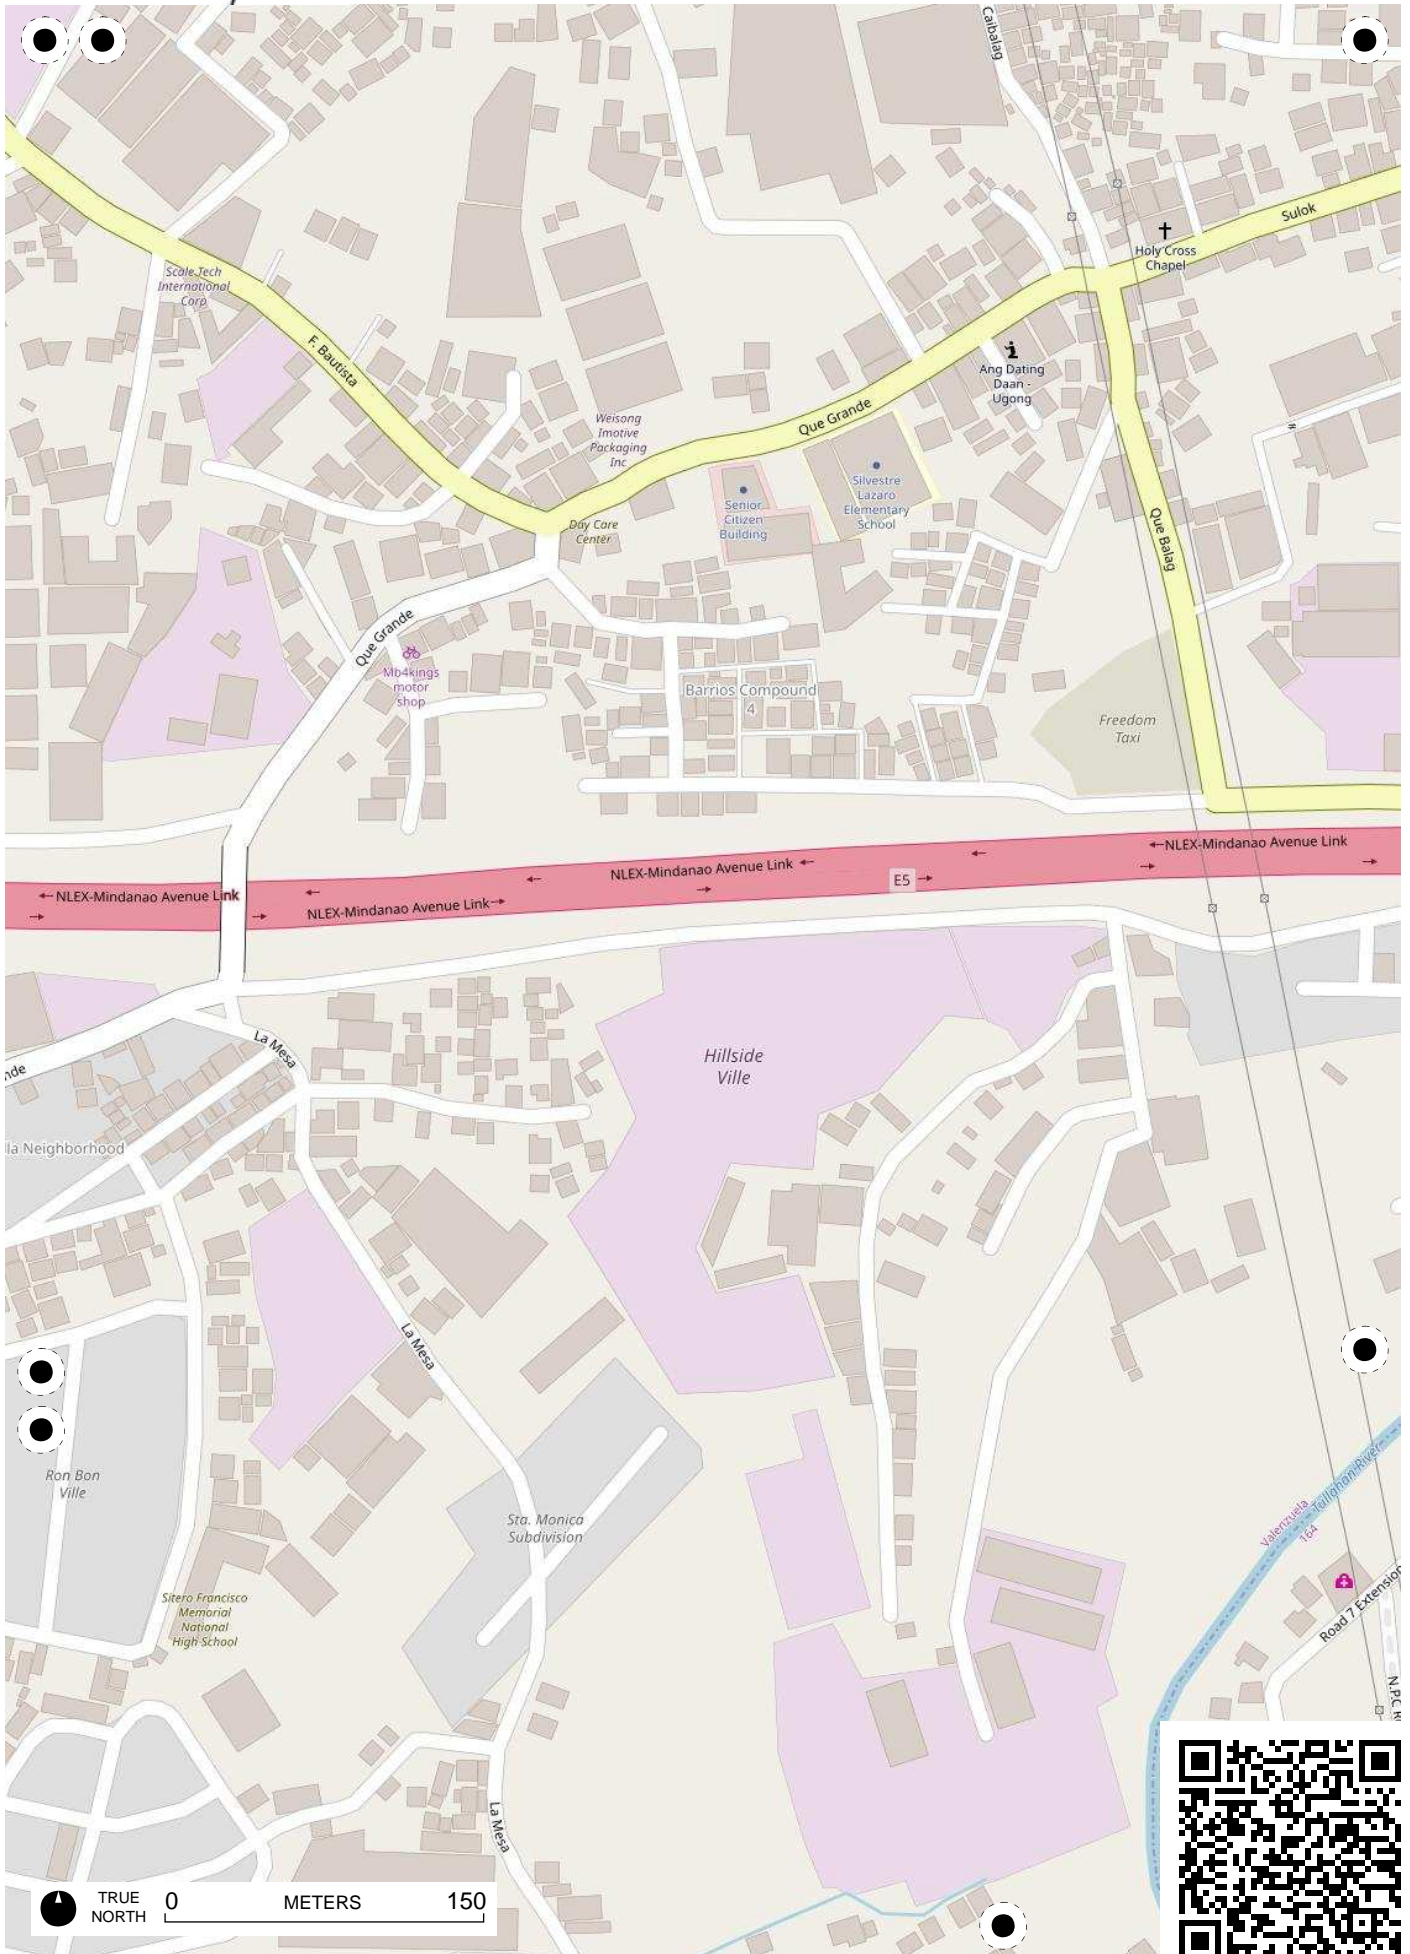 Caibalag
Sulok
Holy Cross
Chapel
Scale Tech
International
Corp
F. Bautista
Ang Dating
Daan -
Ugong
Que Grande
Weisong
Imotive
Packaging
Inc
Silvestre
Lazaro
Elementary
School
Senior
Citizen
Building
Day Care
Center
Que Balag
Que Grande
Mb4kings
motor
shop
Barrios Compound
4
Freedom
Taxi
NLEX-Mindanao Avenue Link
NLEX-Mindanao Avenue Link
E5
NLEX-Mindanao Avenue Link
NLEX-Mindanao Avenue Link
La Mesa
Hillside
Ville
nde
la Neighborhood
La Mesa
Ron Bon
Ville
Sta. Monica
Subdivision
Tullahan River
Valenzuela
164
Sitero Francisco
Memorial
National
High School
Road 7 Extension
N.P.C
La Mesa
TRUE
NORTH
0 METERS 150